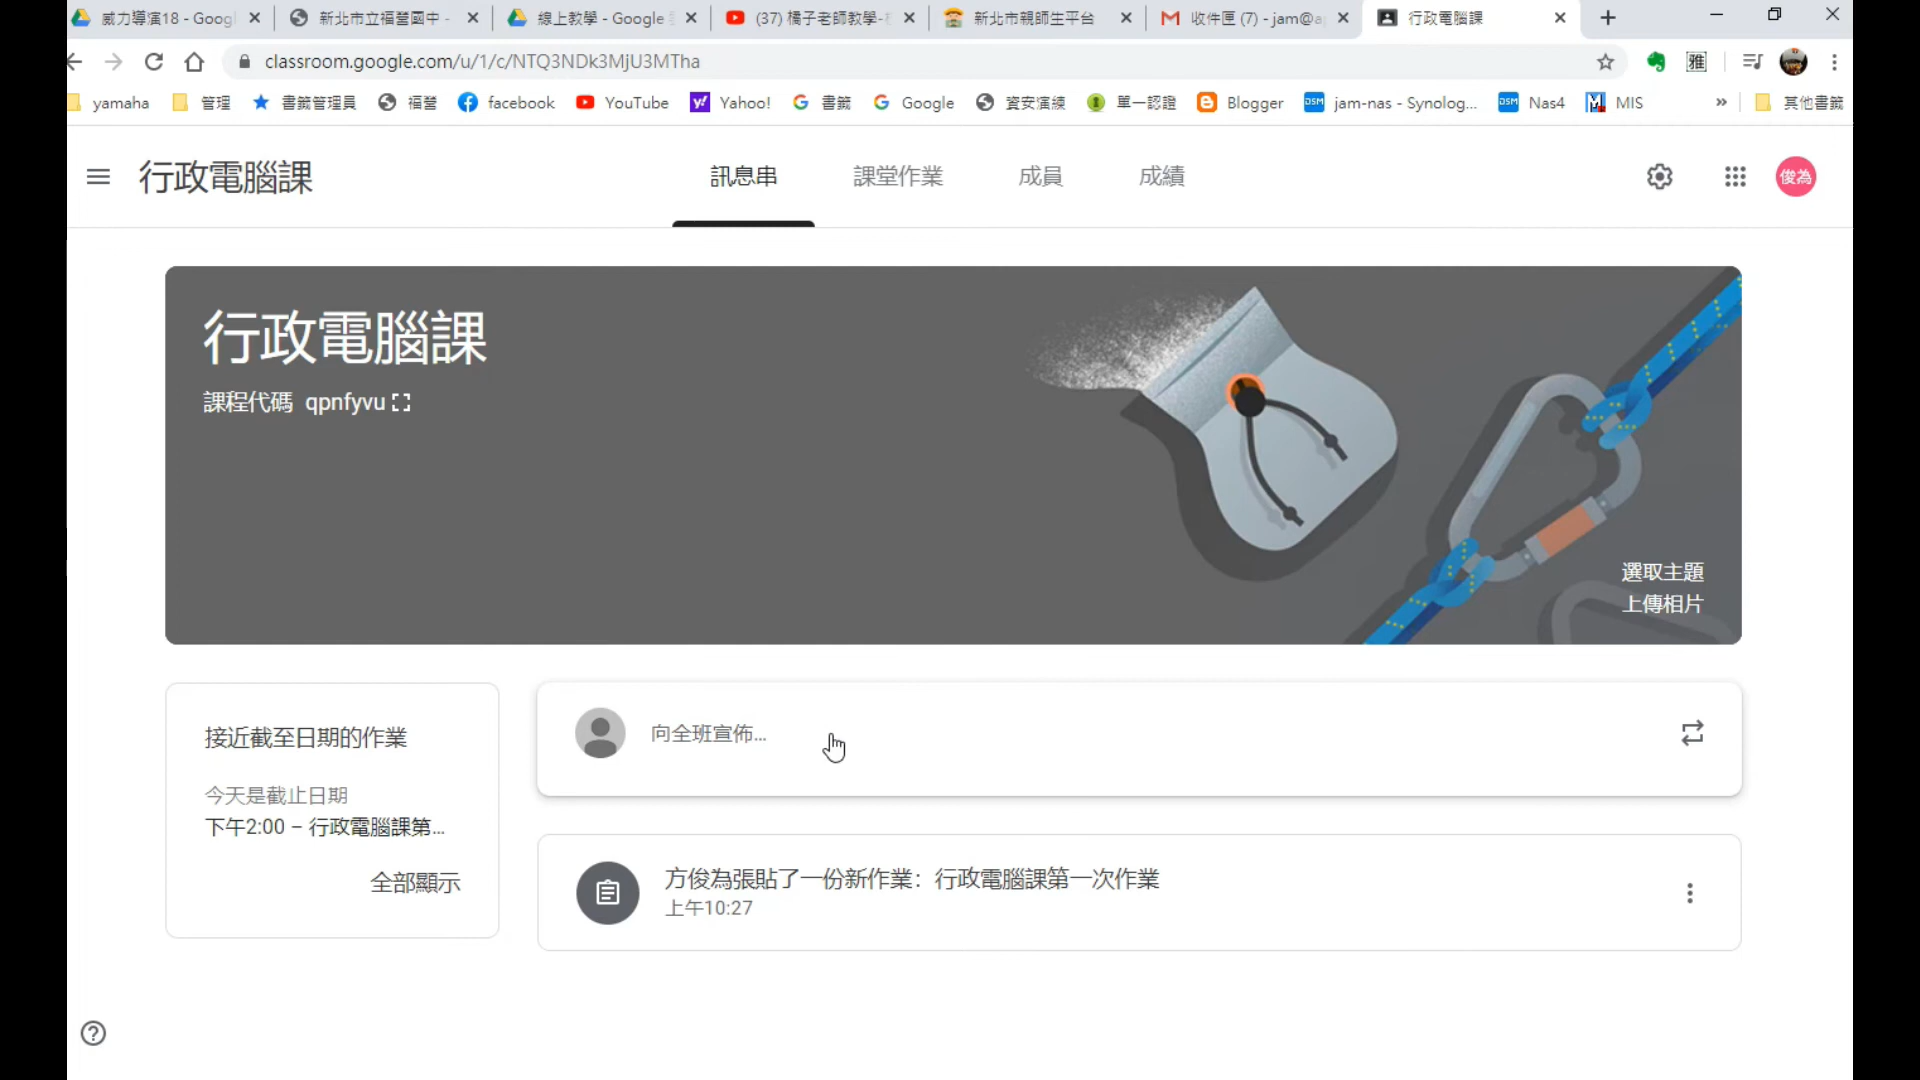 威力導演18 - Goog
新北市立福營國中 -
線上教學 - Google
(37) 橘子老師教學-
新北市親師生平台
收件匣 (7) - jam@a
行政電腦課
classroom.google.com/u/1/c/NTQ3NDk3MjU3MTha
雅
yamaha
管理
書籤管理員
福營
facebook
YouTube
Yahoo!
書籤
Google
資安演練
單一認證
Blogger
jam-nas - Synolog...
Nas4
MIS
»
其他書籤
行政電腦課
訊息串
課堂作業
成員
成績
俊為
行政電腦課
課程代碼 qpnfyvu
選取主題
上傳相片
接近截至日期的作業
今天是截止日期
下午2:00 – 行政電腦課第...
全部顯示
向全班宣佈...
方俊為張貼了一份新作業：行政電腦課第一次作業
上午10:27